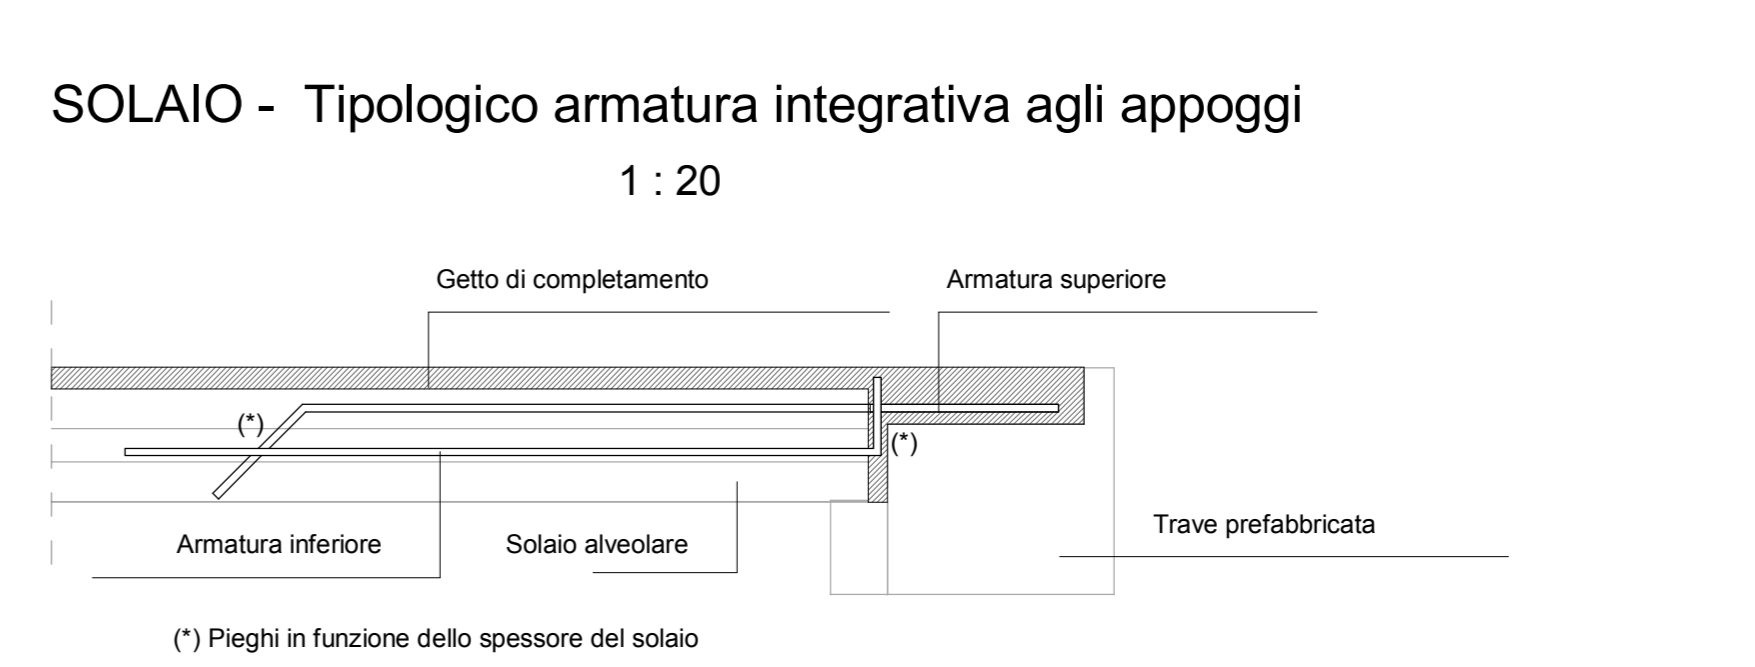 SOLAIO - Tipologico armatura integrativa agli appoggi
1 : 20
Getto di completamento
Armatura superiore
(*)
(*)
Trave prefabbricata
Armatura inferiore
Solaio alveolare
(*) Pieghi in funzione dello spessore del solaio